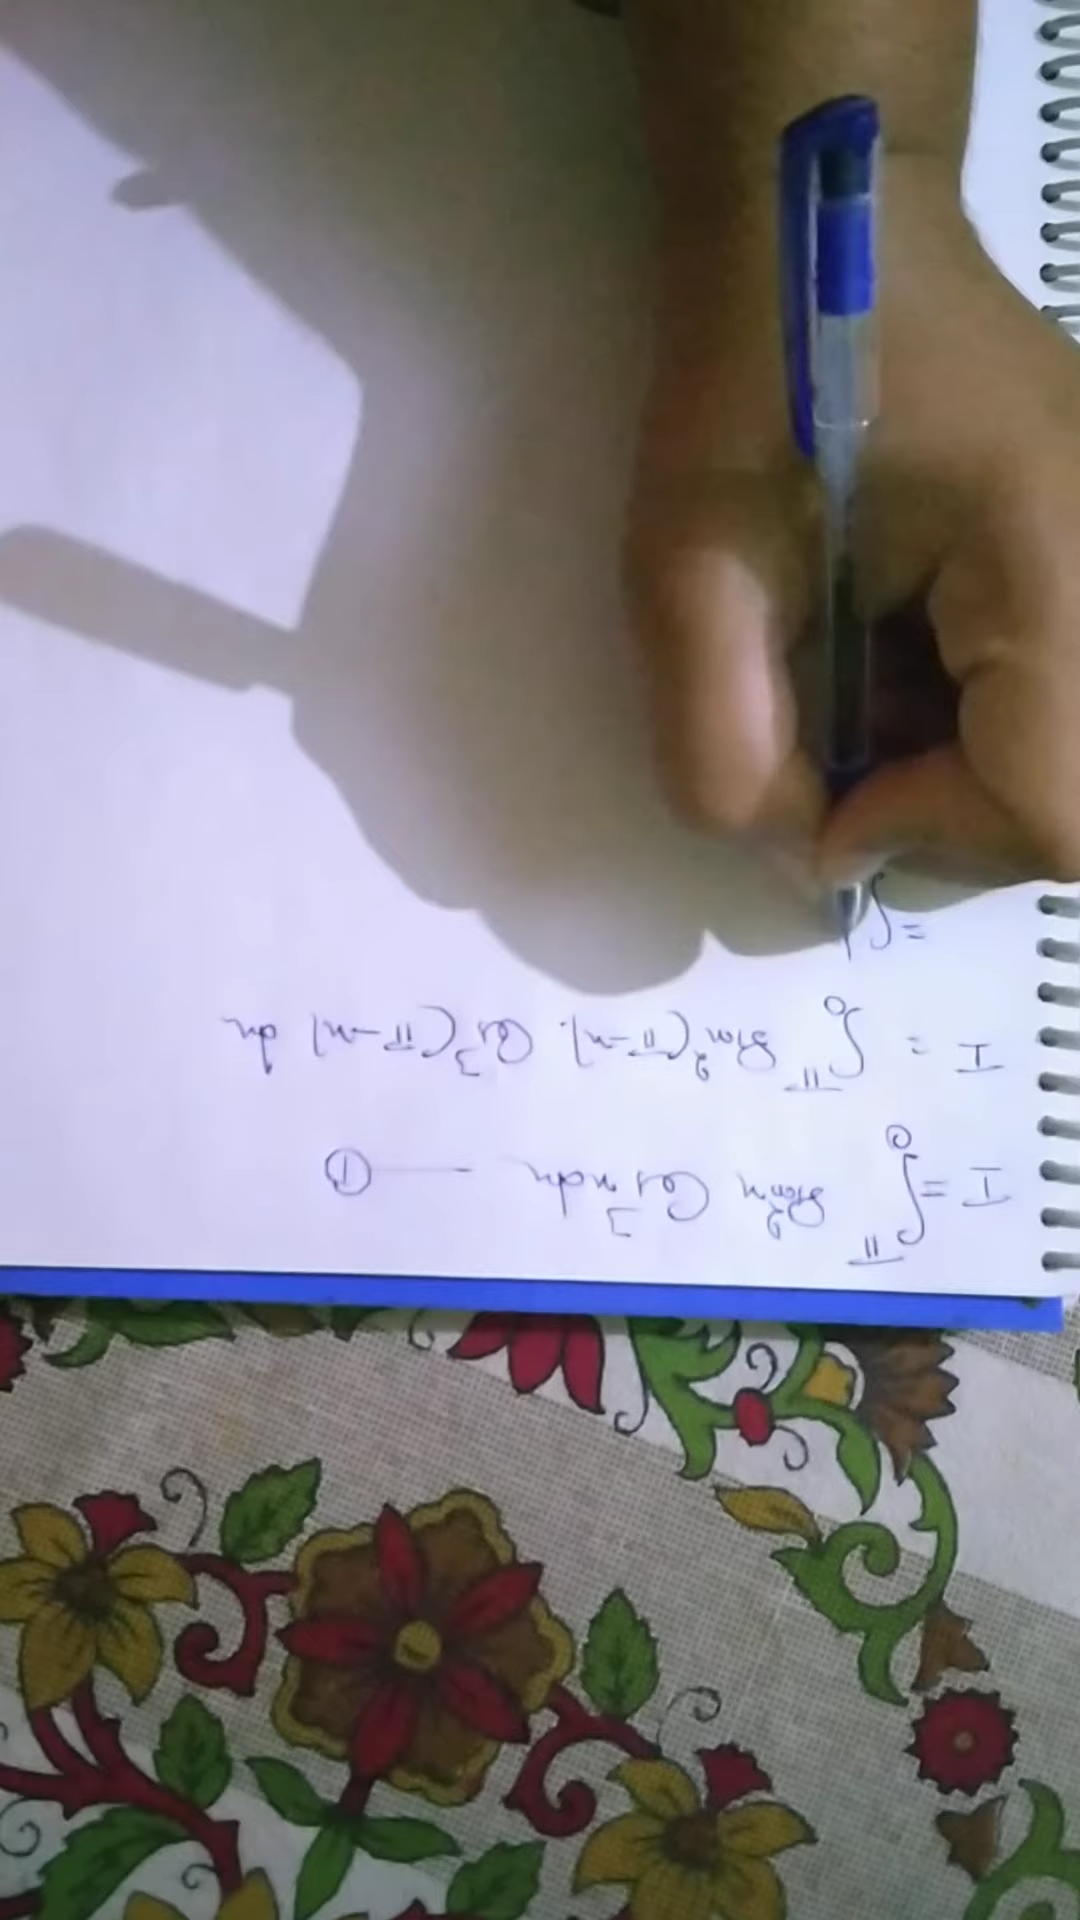 I = ∫₀^π Sin²x Cos³x dx —— ①
I = ∫₀^π Sin²(π-x). Cos³(π-x) dx
= ∫